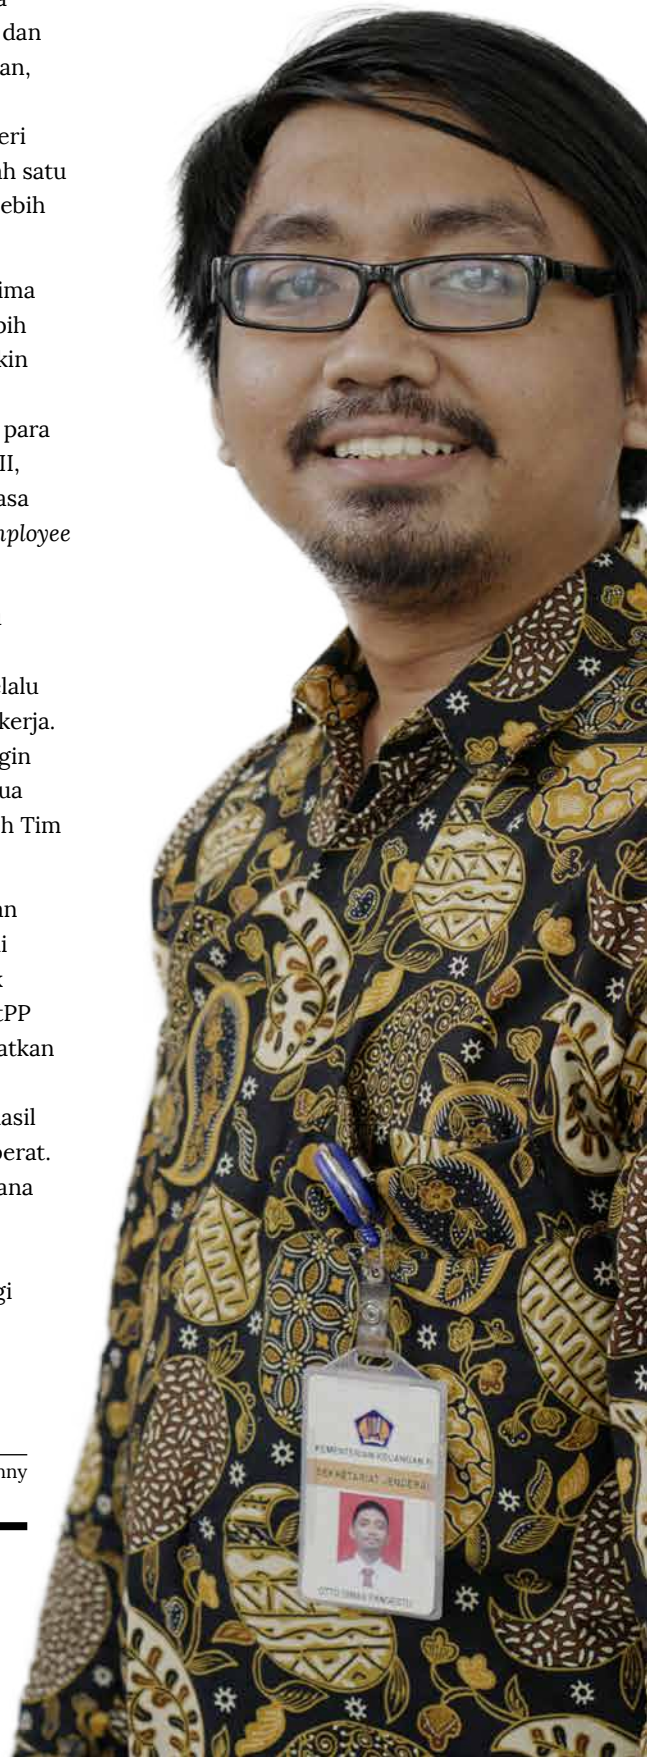 dan
an,
eri
h satu
ebih
ima
bih
kin
para
II,
asa
mployee
lalu
kerja.
gin
ua
h Tim
an
i
k
tPP
atkan
asil
berat.
ana
gi
nny
KEMENTERIAN KEUANGAN RI
SEKRETARIAT JENDERAL